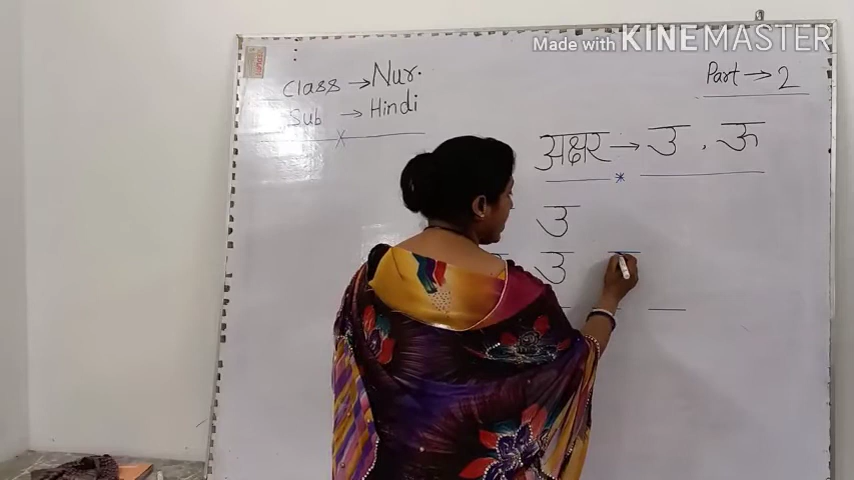 Made with KINEMASTER
Class → Nur.
Part → 2
Sub → Hindi
अक्षर → उ , ऊ
उ
उ